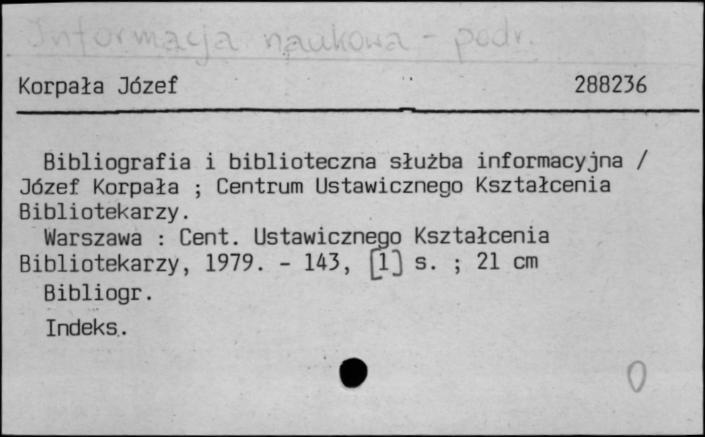 Informacja naukowa - podr.
Korpała Józef 288236
Bibliografia i biblioteczna służba informacyjna /
Józef Korpała ; Centrum Ustawicznego Kształcenia
Bibliotekarzy.
Warszawa : Cent. Ustawicznego Kształcenia
Bibliotekarzy, 1979. - 143, [1] s. ; 21 cm
Bibliogr.
Indeks.
0